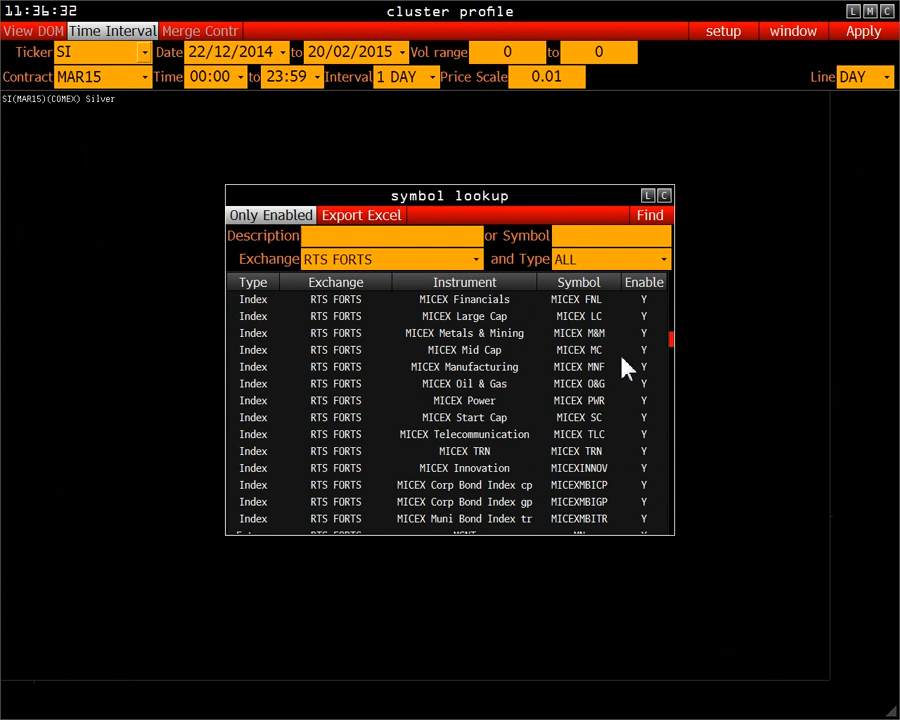 11:36:32 cluster profile L M C
View DOM Time Interval Merge Contr setup window Apply
Ticker SI Date 22/12/2014 to 20/02/2015 Vol range 0 to 0
Contract MAR15 Time 00:00 to 23:59 Interval 1 DAY Price Scale 0.01 Line DAY
SI(MAR15)(COMEX) Silver
symbol lookup L C
Only Enabled Export Excel Find
Description or Symbol
Exchange RTS FORTS and Type ALL
Type Exchange Instrument Symbol Enable
Index RTS FORTS MICEX Financials MICEX FNL Y
Index RTS FORTS MICEX Large Cap MICEX LC Y
Index RTS FORTS MICEX Metals & Mining MICEX M&M Y
Index RTS FORTS MICEX Mid Cap MICEX MC Y
Index RTS FORTS MICEX Manufacturing MICEX MNF Y
Index RTS FORTS MICEX Oil & Gas MICEX O&G Y
Index RTS FORTS MICEX Power MICEX PWR Y
Index RTS FORTS MICEX Start Cap MICEX SC Y
Index RTS FORTS MICEX Telecommunication MICEX TLC Y
Index RTS FORTS MICEX TRN MICEX TRN Y
Index RTS FORTS MICEX Innovation MICEXINNOV Y
Index RTS FORTS MICEX Corp Bond Index cp MICEXMBICP Y
Index RTS FORTS MICEX Corp Bond Index gp MICEXMBIGP Y
Index RTS FORTS MICEX Muni Bond Index tr MICEXMBITR Y